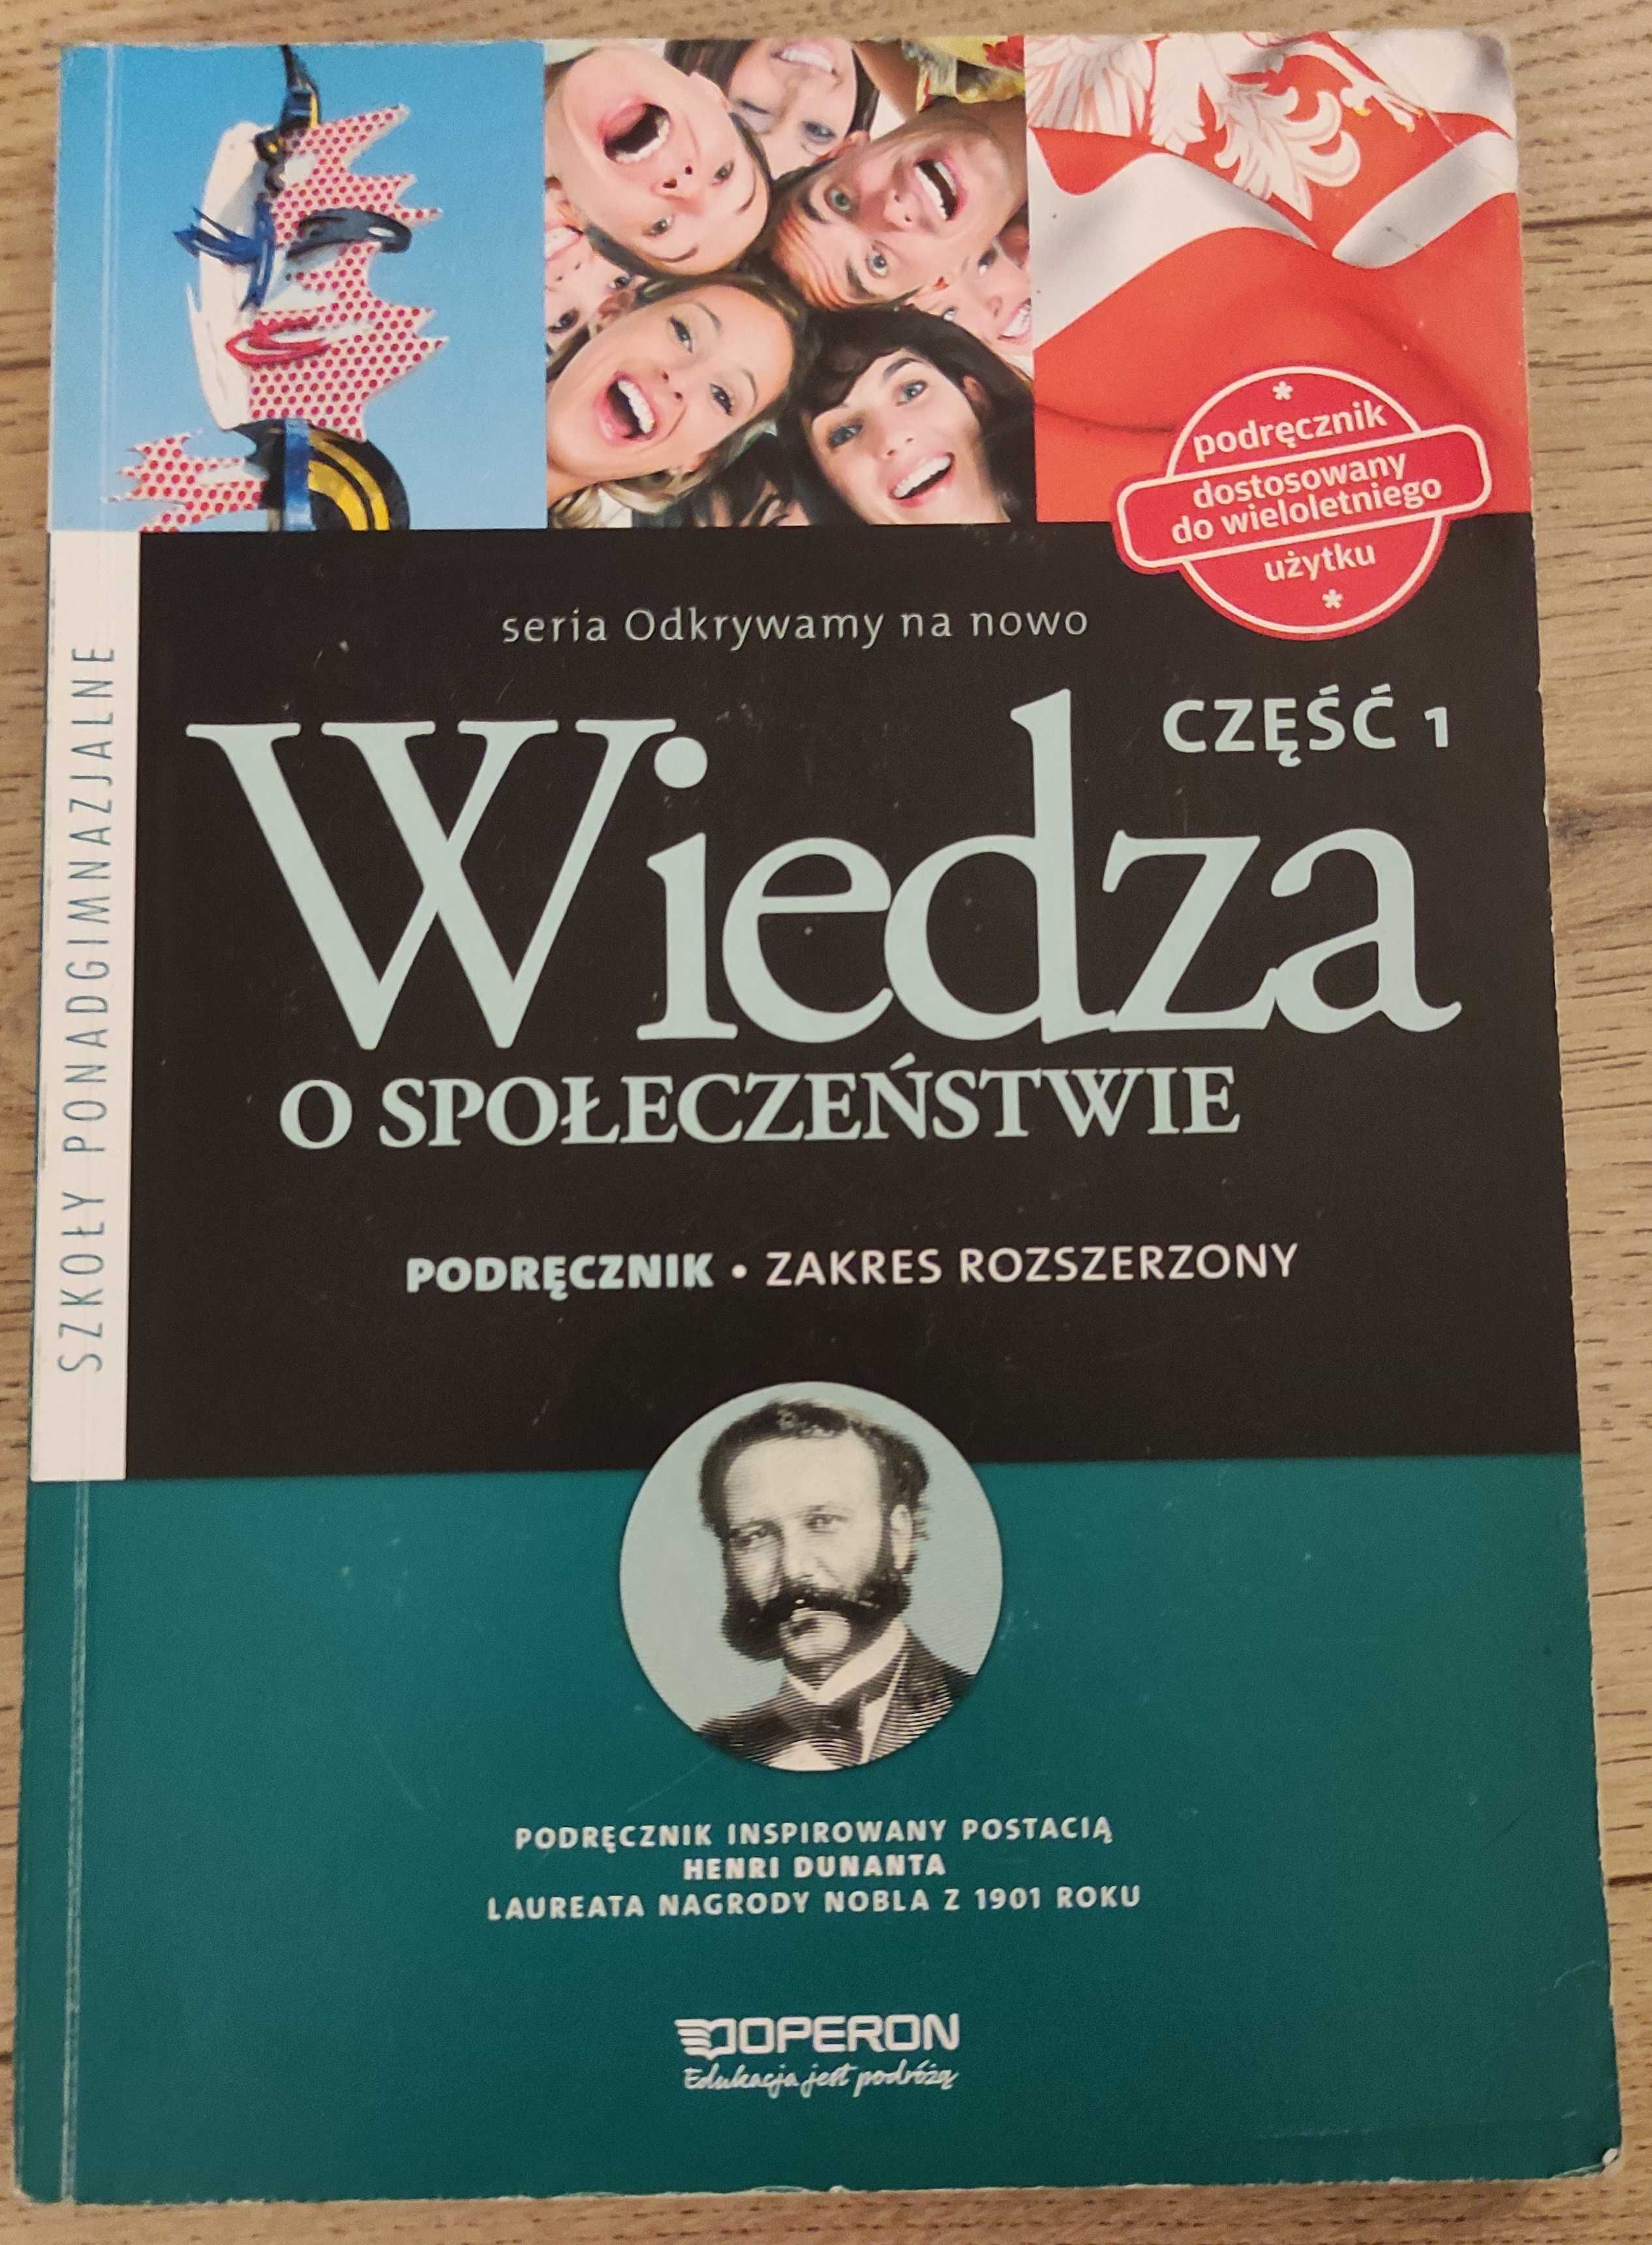 podręcznik
dostosowany
do wieloletniego
użytku
seria Odkrywamy na nowo
CZĘŚĆ 1
Wiedza
O SPOŁECZEŃSTWIE
PODRĘCZNIK • ZAKRES ROZSZERZONY
SZKOŁY PONADGIMNAZJALNE
PODRĘCZNIK INSPIROWANY POSTACIĄ
HENRI DUNANTA
LAUREATA NAGRODY NOBLA Z 1901 ROKU
OPERON
Edukacja jest podróżą